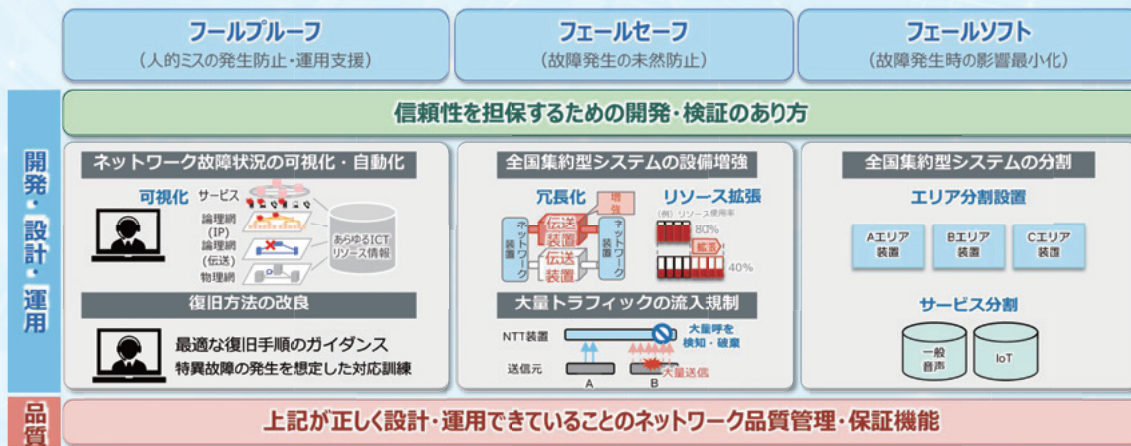 フールプルーフ
(人的ミスの発生防止・運用支援)
フェールセーフ
(故障発生の未然防止)
フェールソフト
(故障発生時の影響最小化)
開発・設計・運用
信頼性を担保するための開発・検証のあり方
ネットワーク故障状況の可視化・自動化
可視化
サービス
論理網
(IP)
論理網
(伝送)
物理網
あらゆるICT
リソース情報
復旧方法の改良
最適な復旧手順のガイダンス
特異故障の発生を想定した対応訓練
全国集約型システムの設備増強
冗長化
増強
ネットワーク装置
伝送装置
伝送装置
ネットワーク装置
リソース拡張
(例)リソース使用率
80%
拡張
40%
大量トラフィックの流入規制
NTT装置
大量呼を
検知・破棄
送信元
大量送信
A
B
全国集約型システムの分割
エリア分割設置
Aエリア
装置
Bエリア
装置
Cエリア
装置
サービス分割
一般
音声
IoT
品質
上記が正しく設計・運用できていることのネットワーク品質管理・保証機能